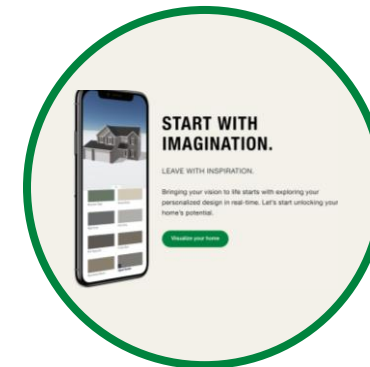 START WITH
IMAGINATION.
LEAVE WITH INSPIRATION.
Bringing your vision to life starts with exploring your
personalized design in real-time. Let's start unlocking your
home's potential.
Visualize your home